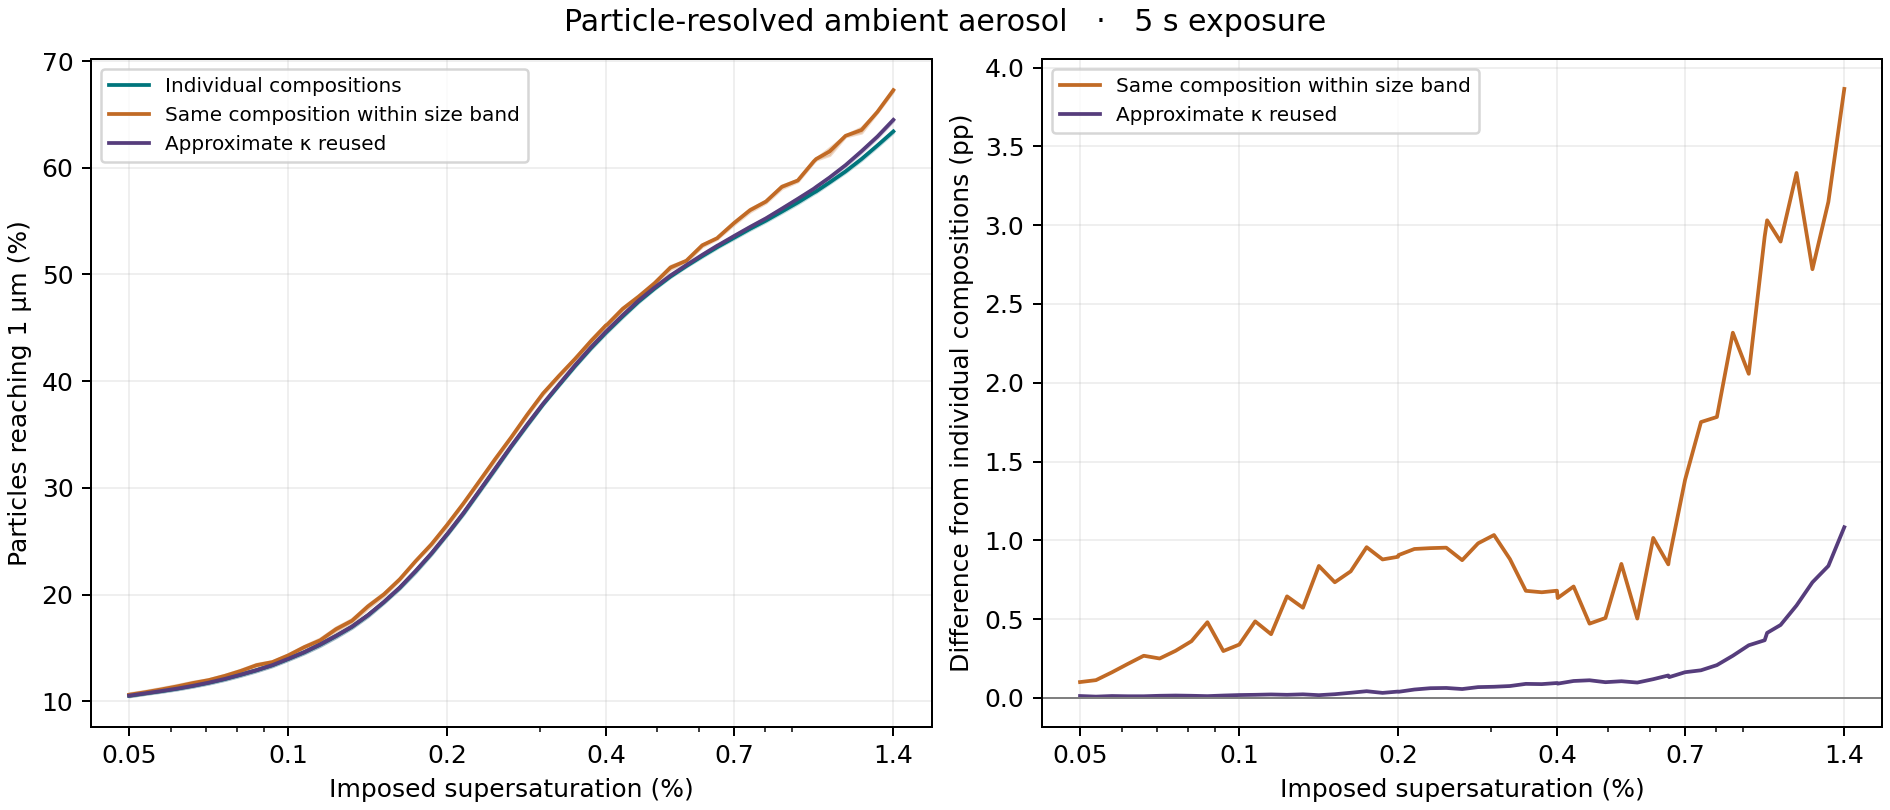 Particle-resolved ambient aerosol · 5 s exposure
Particles reaching 1 µm (%)
70
60
50
40
30
20
10
Individual compositions
Same composition within size band
Approximate κ reused
0.05
0.1
0.2
0.4
0.7
1.4
Imposed supersaturation (%)
Difference from individual compositions (pp)
4.0
3.5
3.0
2.5
2.0
1.5
1.0
0.5
0.0
Same composition within size band
Approximate κ reused
0.05
0.1
0.2
0.4
0.7
1.4
Imposed supersaturation (%)